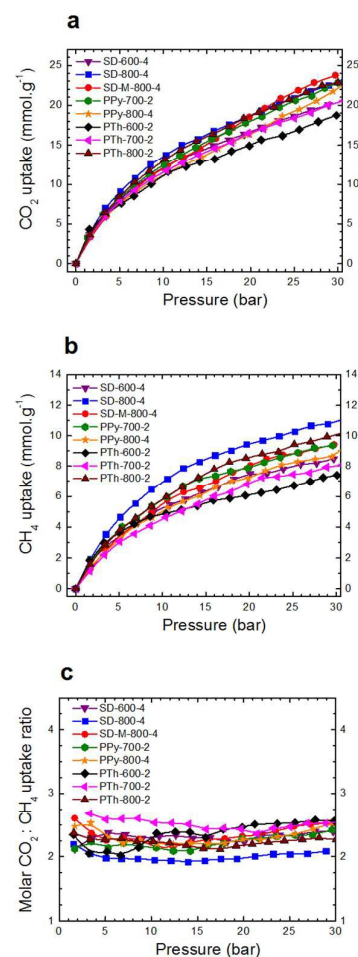 a
CO2 uptake (mmol.g-1)
25
20
15
10
5
0
SD-600-4
SD-800-4
SD-M-800-4
PPy-700-2
PPy-800-4
PTh-600-2
PTh-700-2
PTh-800-2
25
20
15
10
5
0
0 5 10 15 20 25 30
Pressure (bar)
b
CH4 uptake (mmol.g-1)
14
12
10
8
6
4
2
0
SD-600-4
SD-800-4
SD-M-800-4
PPy-700-2
PPy-800-4
PTh-600-2
PTh-700-2
PTh-800-2
14
12
10
8
6
4
2
0
0 5 10 15 20 25 30
Pressure (bar)
c
Molar CO2 : CH4 uptake ratio
4
3
2
1
SD-600-4
SD-800-4
SD-M-800-4
PPy-700-2
PPy-800-4
PTh-600-2
PTh-700-2
PTh-800-2
4
3
2
1
0 5 10 15 20 25 30
Pressure (bar)